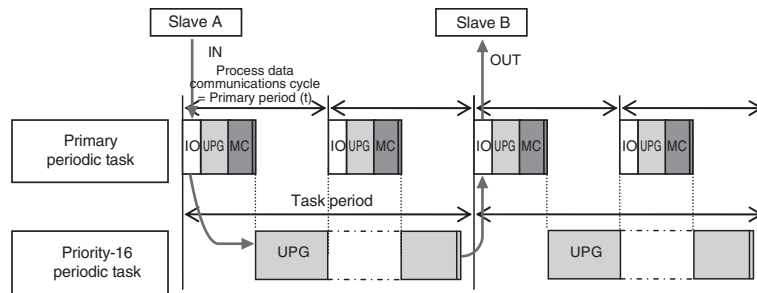 Slave A
Slave B
IN
OUT
Process data
communications cycle
= Primary period (t)
Primary
periodic task
IO UPG MC
IO UPG MC
IO UPG MC
IO UPG MC
Task period
Priority-16
periodic task
UPG
UPG